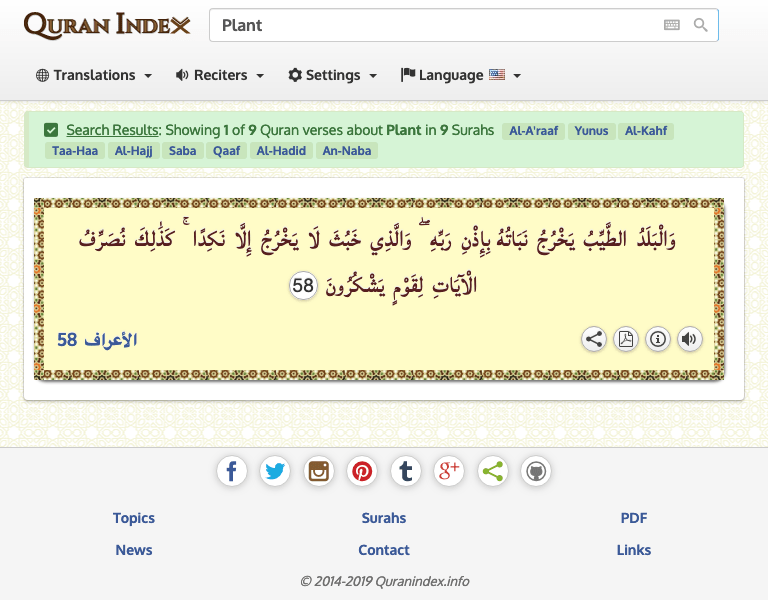 QURAN INDEX
Plant
Translations Reciters Settings Language
Search Results: Showing 1 of 9 Quran verses about Plant in 9 Surahs Al-A'raaf Yunus Al-Kahf
Taa-Haa Al-Hajj Saba Qaaf Al-Hadid An-Naba
وَالْبَلَدُ الطَّيِّبُ يَخْرُجُ نَبَاتُهُ بِإِذْنِ رَبِّهِ ۖ وَالَّذِي خَبُثَ لَا يَخْرُجُ إِلَّا نَكِدًا ۚ كَذَٰلِكَ نُصَرِّفُ
الْآيَاتِ لِقَوْمٍ يَشْكُرُونَ 58
الأعراف 58
Topics Surahs PDF
News Contact Links
© 2014-2019 Quranindex.info